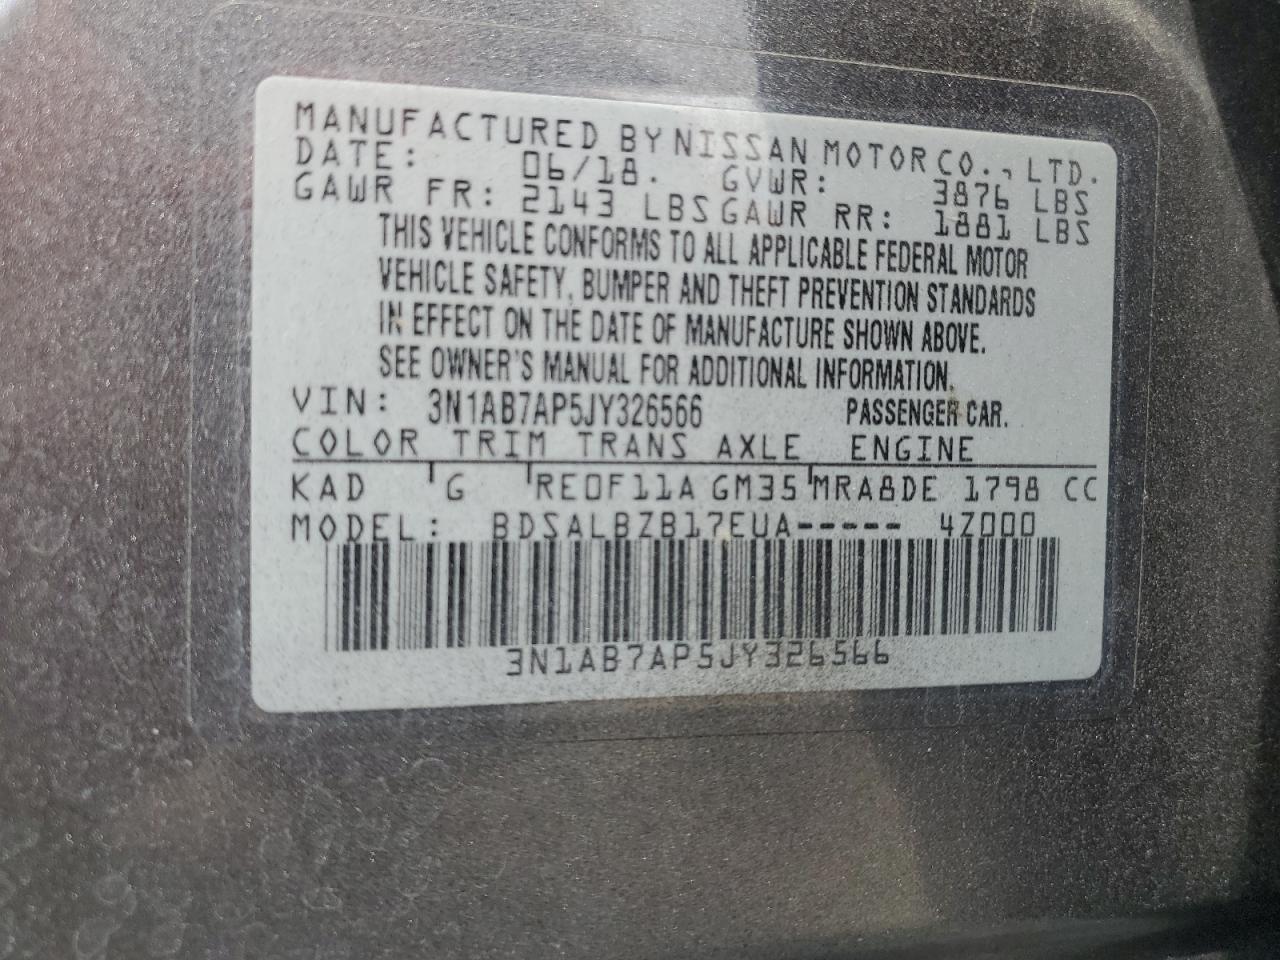 MANUFACTURED BY NISSAN MOTOR CO., LTD.
DATE: 06/18. GVWR: 3876 LBS
GAWR FR: 2143 LBS GAWR RR: 1881 LBS
THIS VEHICLE CONFORMS TO ALL APPLICABLE FEDERAL MOTOR
VEHICLE SAFETY, BUMPER AND THEFT PREVENTION STANDARDS
IN EFFECT ON THE DATE OF MANUFACTURE SHOWN ABOVE.
SEE OWNER'S MANUAL FOR ADDITIONAL INFORMATION.
VIN: 3N1AB7AP5JY326566 PASSENGER CAR.
COLOR TRIM TRANS AXLE ENGINE
KAD G RE0F11A GM35 MRA8DE 1798 CC
MODEL: BDSALBZB17EUA----- 4Z000
3N1AB7AP5JY326566